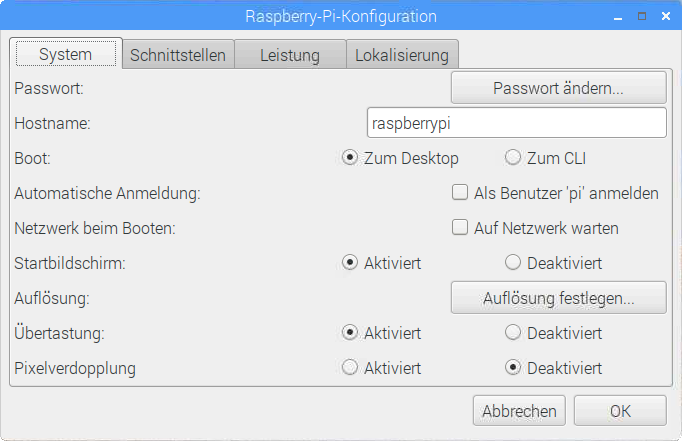 Raspberry-Pi-Konfiguration
System Schnittstellen Leistung Lokalisierung
Passwort: Passwort ändern...
Hostname: raspberrypi
Boot: Zum Desktop Zum CLI
Automatische Anmeldung: Als Benutzer 'pi' anmelden
Netzwerk beim Booten: Auf Netzwerk warten
Startbildschirm: Aktiviert Deaktiviert
Auflösung: Auflösung festlegen...
Übertastung: Aktiviert Deaktiviert
Pixelverdopplung Aktiviert Deaktiviert
Abbrechen OK